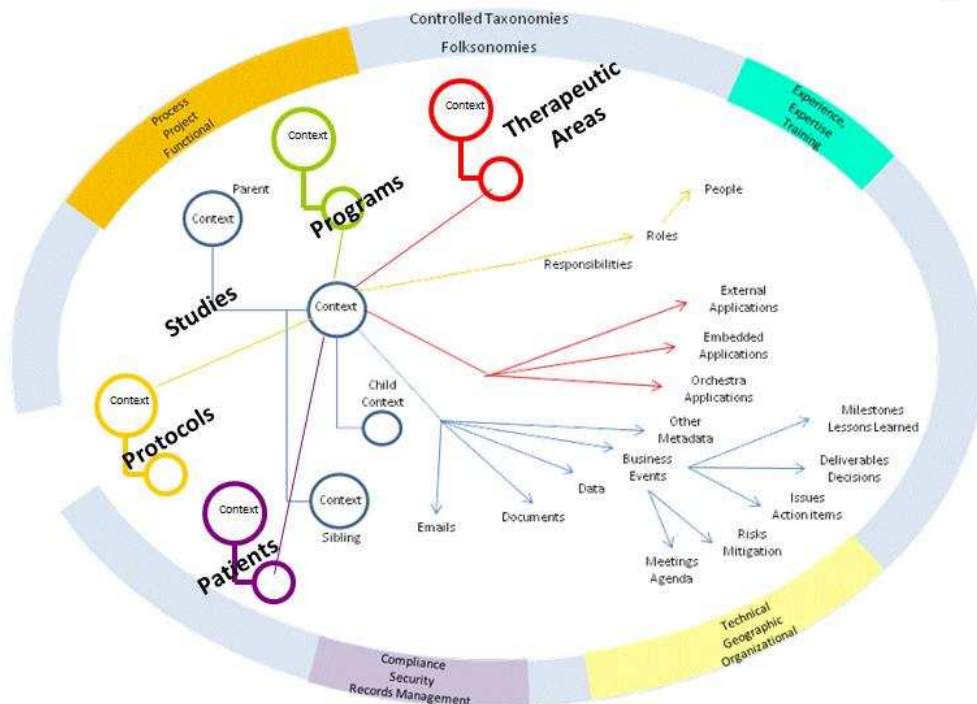 Controlled Taxonomies
Folksonomies
Process
Project
Functional
Experience,
Expertise
Training
Context
Therapeutic
Areas
Context
Programs
Parent
Context
Studies
Context
People
Roles
Responsibilities
External
Applications
Embedded
Applications
Orchestra
Applications
Context
Protocols
Child
Context
Other
Metadata
Business
Events
Milestones
Lessons Learned
Deliverables
Decisions
Issues
Action items
Risks
Mitigation
Meetings
Agenda
Data
Documents
Emails
Context
Sibling
Context
Patients
Technical
Geographic
Organizational
Compliance
Security
Records Management